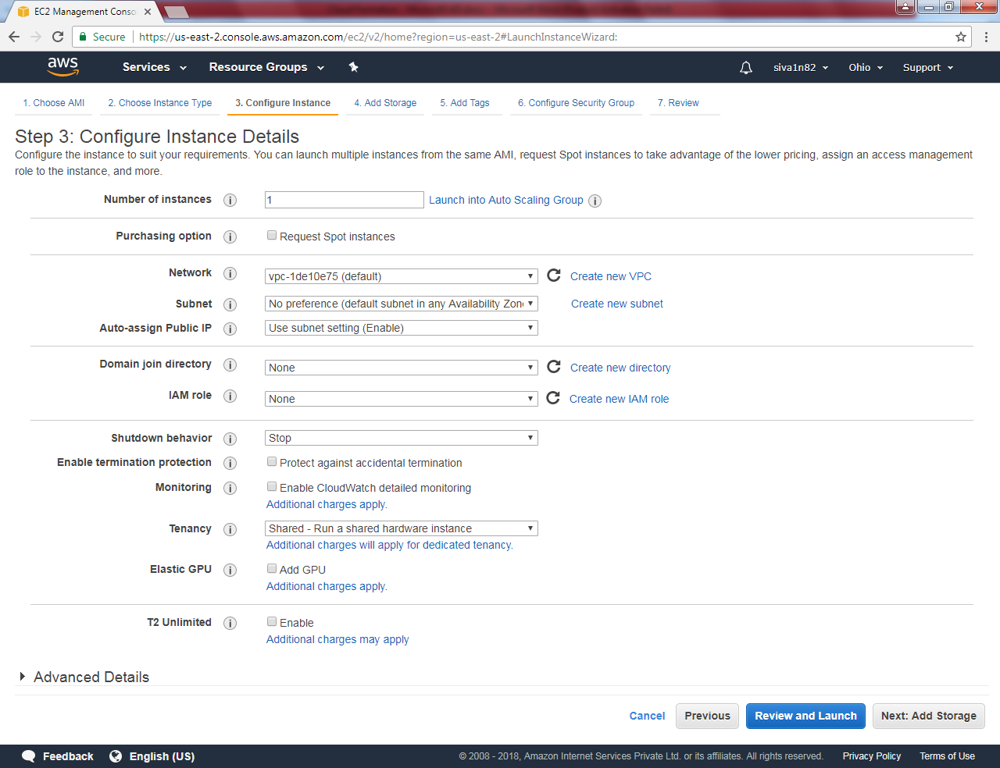 EC2 Management Conso
Secure https://us-east-2.console.aws.amazon.com/ec2/v2/home?region=us-east-2#LaunchInstanceWizard:
aws Services Resource Groups siva1n82 Ohio Support
1. Choose AMI 2. Choose Instance Type 3. Configure Instance 4. Add Storage 5. Add Tags 6. Configure Security Group 7. Review
Step 3: Configure Instance Details
Configure the instance to suit your requirements. You can launch multiple instances from the same AMI, request Spot instances to take advantage of the lower pricing, assign an access management
role to the instance, and more.
Number of instances 1 Launch into Auto Scaling Group
Purchasing option Request Spot instances
Network vpc-1de10e75 (default) Create new VPC
Subnet No preference (default subnet in any Availability Zon Create new subnet
Auto-assign Public IP Use subnet setting (Enable)
Domain join directory None Create new directory
IAM role None Create new IAM role
Shutdown behavior Stop
Enable termination protection Protect against accidental termination
Monitoring Enable CloudWatch detailed monitoring
Additional charges apply.
Tenancy Shared - Run a shared hardware instance
Additional charges will apply for dedicated tenancy.
Elastic GPU Add GPU
Additional charges apply.
T2 Unlimited Enable
Additional charges may apply
Advanced Details
Cancel Previous Review and Launch Next: Add Storage
Feedback English (US) © 2008 - 2018, Amazon Internet Services Private Ltd. or its affiliates. All rights reserved. Privacy Policy Terms of Use